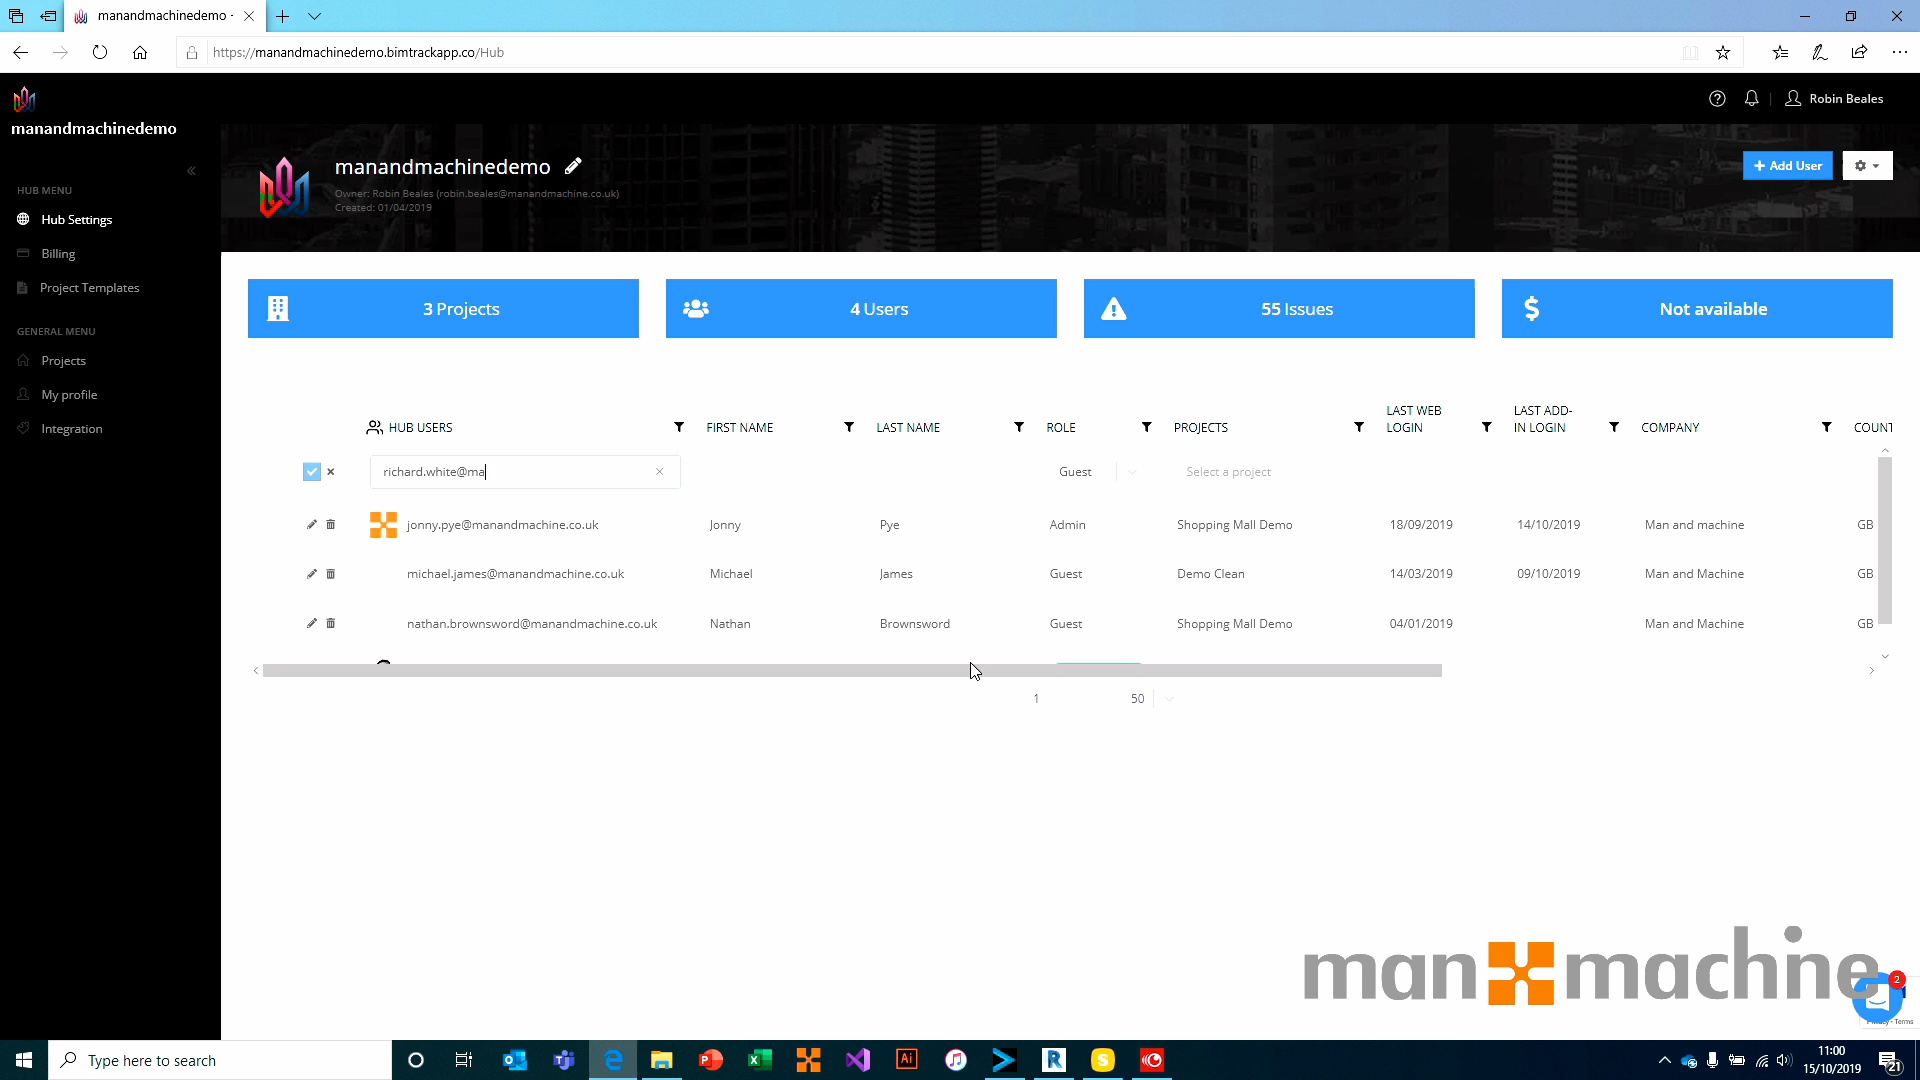 manandmachinedemo -
https://manandmachinedemo.bimtrackapp.co/Hub
manandmachinedemo
Robin Beales
manandmachinedemo
Owner: Robin Beales (robin.beales@manandmachine.co.uk)
Created: 01/04/2019
+ Add User
HUB MENU
Hub Settings
Billing
Project Templates
GENERAL MENU
Projects
My profile
Integration
3 Projects
4 Users
55 Issues
$ Not available
HUB USERS FIRST NAME LAST NAME ROLE PROJECTS LAST WEB LOGIN LAST ADD-IN LOGIN COMPANY COUNT
richard.white@ma Guest Select a project
jonny.pye@manandmachine.co.uk Jonny Pye Admin Shopping Mall Demo 18/09/2019 14/10/2019 Man and machine GB
michael.james@manandmachine.co.uk Michael James Guest Demo Clean 14/03/2019 09/10/2019 Man and Machine GB
nathan.brownsword@manandmachine.co.uk Nathan Brownsword Guest Shopping Mall Demo 04/01/2019 Man and Machine GB
1 50
man machine
2
Terms
Type here to search
11:00
15/10/2019
21